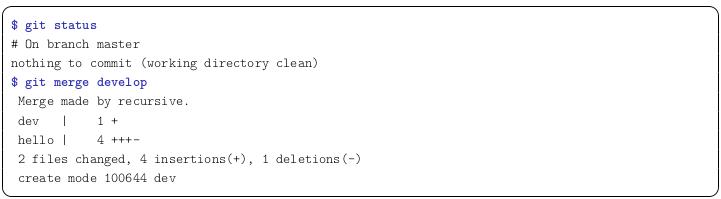 $ git status
# On branch master
nothing to commit (working directory clean)
$ git merge develop
 Merge made by recursive.
 dev   |    1 +
 hello |    4 +++-
 2 files changed, 4 insertions(+), 1 deletions(-)
 create mode 100644 dev